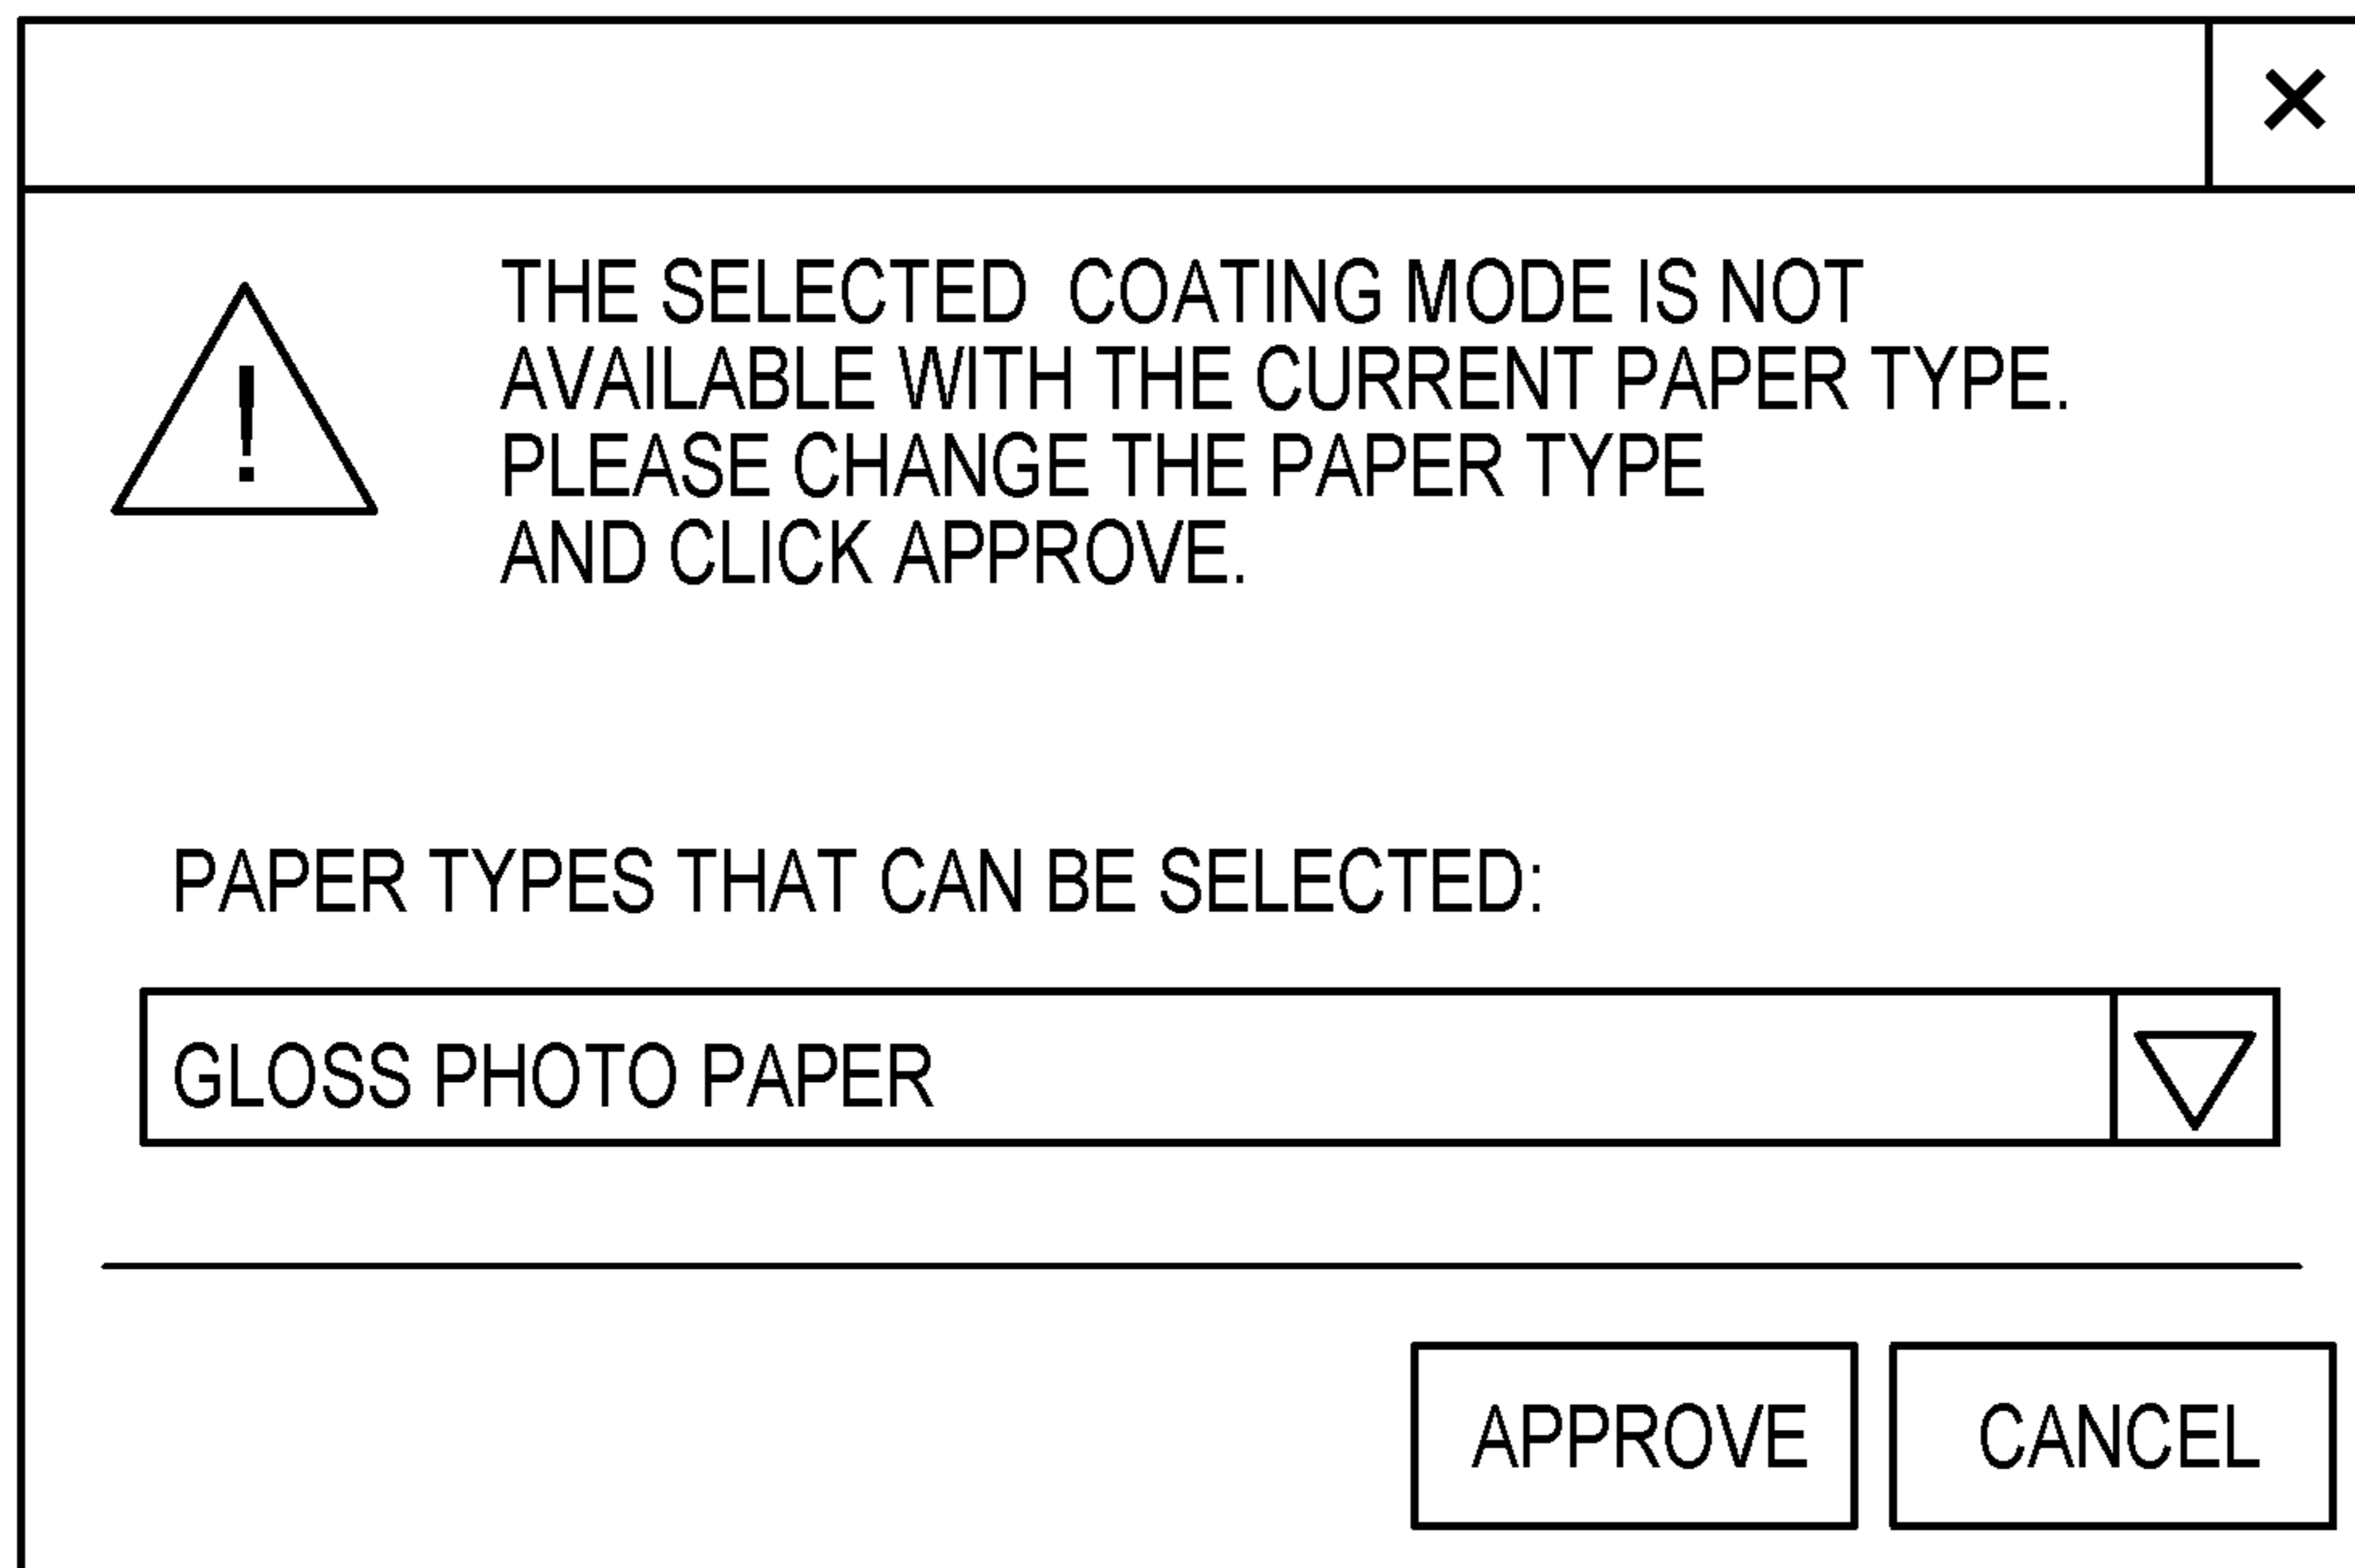 THE SELECTED COATING MODE IS NOT
AVAILABLE WITH THE CURRENT PAPER TYPE.
PLEASE CHANGE THE PAPER TYPE
AND CLICK APPROVE.
PAPER TYPES THAT CAN BE SELECTED:
GLOSS PHOTO PAPER
APPROVE CANCEL